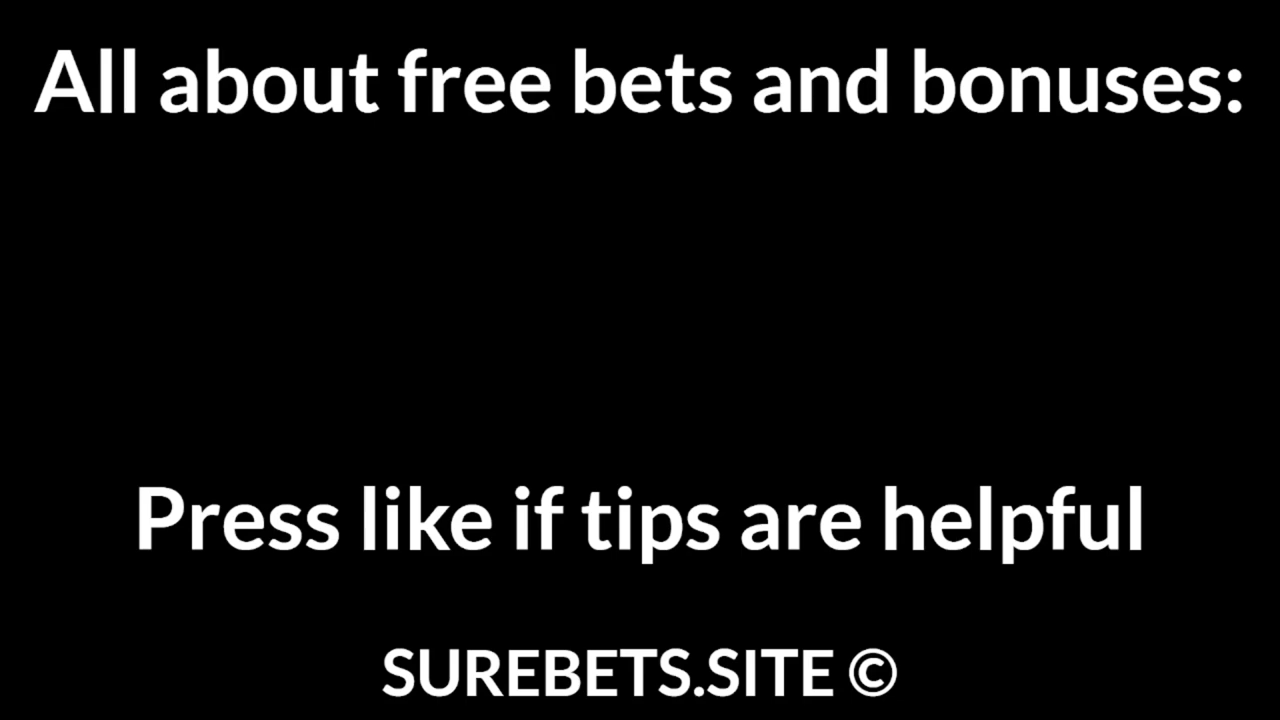 All about free bets and bonuses:
Press like if tips are helpful
SUREBETS.SITE ©